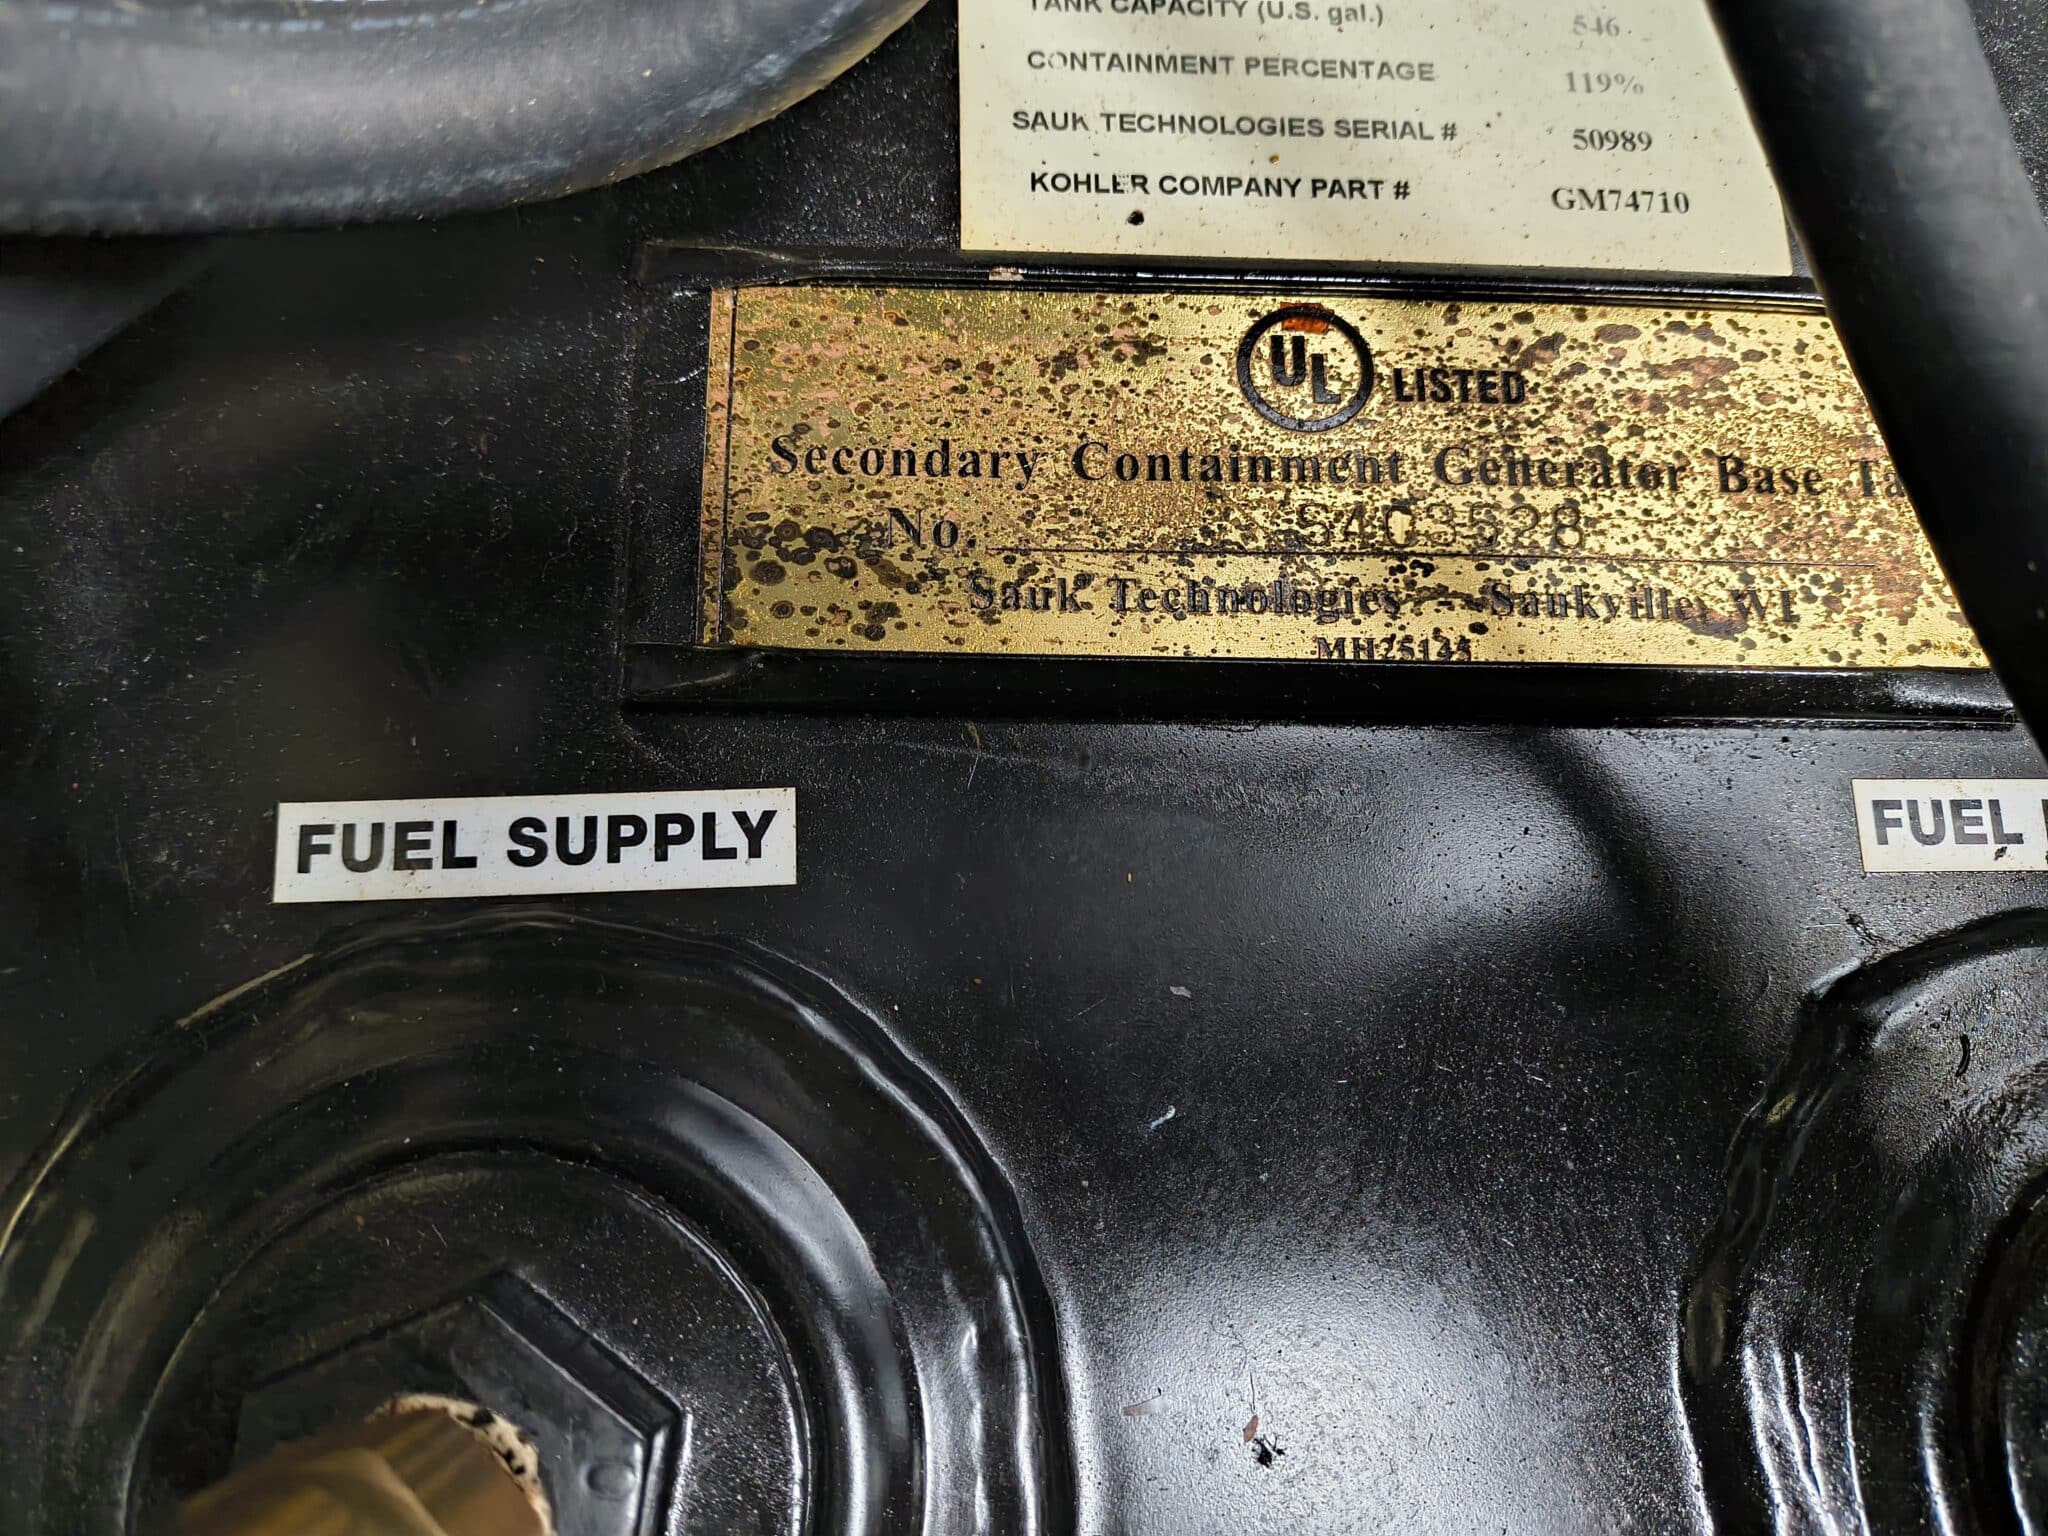 TANK CAPACITY (U.S. gal.) 546
CONTAINMENT PERCENTAGE 119%
SAUK TECHNOLOGIES SERIAL # 50989
KOHLER COMPANY PART # GM74710
UL LISTED
Secondary Containment Generator Base Ta
No.
Sauk Technologies - Saukville, WI
FUEL SUPPLY
FUEL